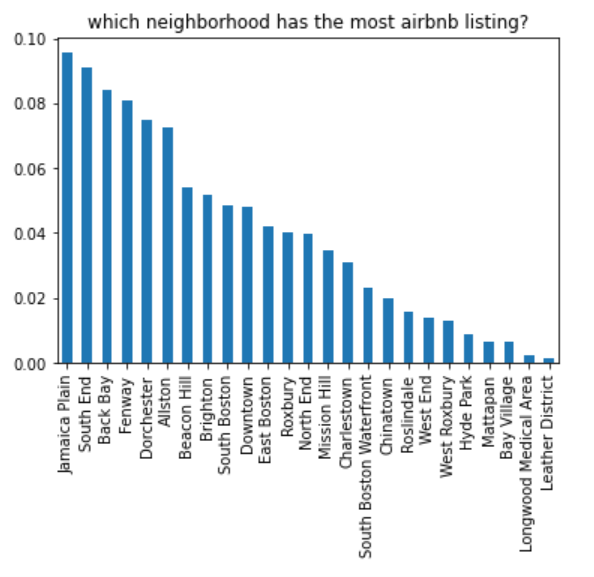 which neighborhood has the most airbnb listing?
0.10
0.08
0.06
0.04
0.02
0.00
Jamaica Plain
South End
Back Bay
Fenway
Dorchester
Allston
Beacon Hill
Brighton
South Boston
Downtown
East Boston
Roxbury
North End
Mission Hill
Charlestown
South Boston Waterfront
Chinatown
Roslindale
West End
West Roxbury
Hyde Park
Mattapan
Bay Village
Longwood Medical Area
Leather District